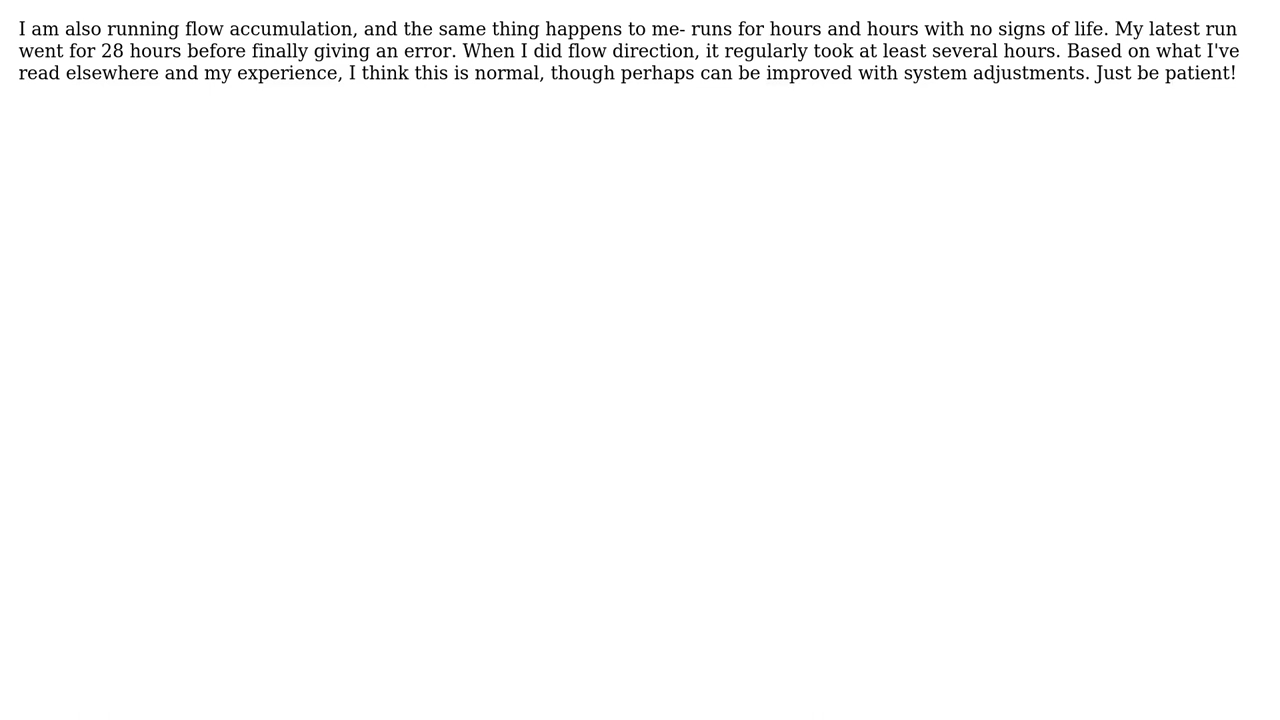 I am also running flow accumulation, and the same thing happens to me- runs for hours and hours with no signs of life. My latest run
went for 28 hours before finally giving an error. When I did flow direction, it regularly took at least several hours. Based on what I've
read elsewhere and my experience, I think this is normal, though perhaps can be improved with system adjustments. Just be patient!